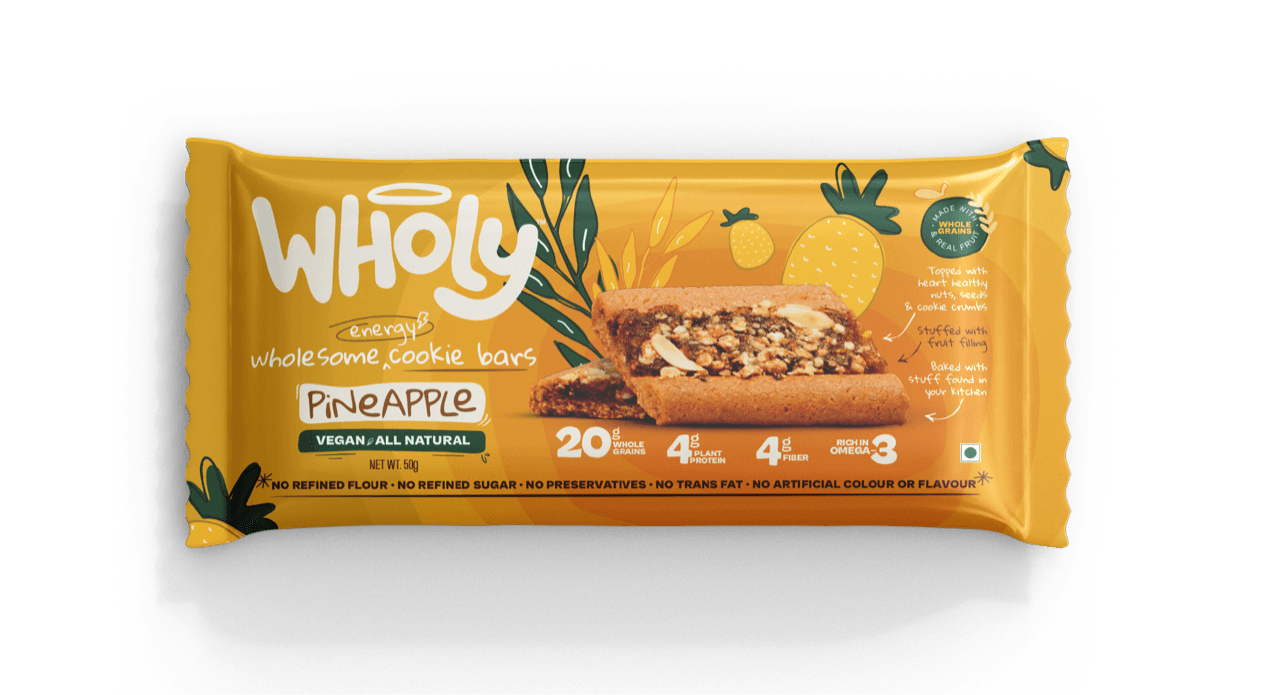 WHOLY
TM
energy
wholesome cookie bars
PINEAPPLE
VEGAN ALL NATURAL
NET WT. 50g
20g WHOLE GRAINS
4g PLANT PROTEIN
4g FIBER
RICH IN OMEGA-3
*NO REFINED FLOUR • NO REFINED SUGAR • NO PRESERVATIVES • NO TRANS FAT • NO ARTIFICIAL COLOUR OR FLAVOUR*
MADE WITH
WHOLE
GRAINS
& REAL FRUIT
Topped with
heart healthy
nuts, seeds
& cookie crumbs
Stuffed with
fruit filling
Baked with
stuff found in
your kitchen